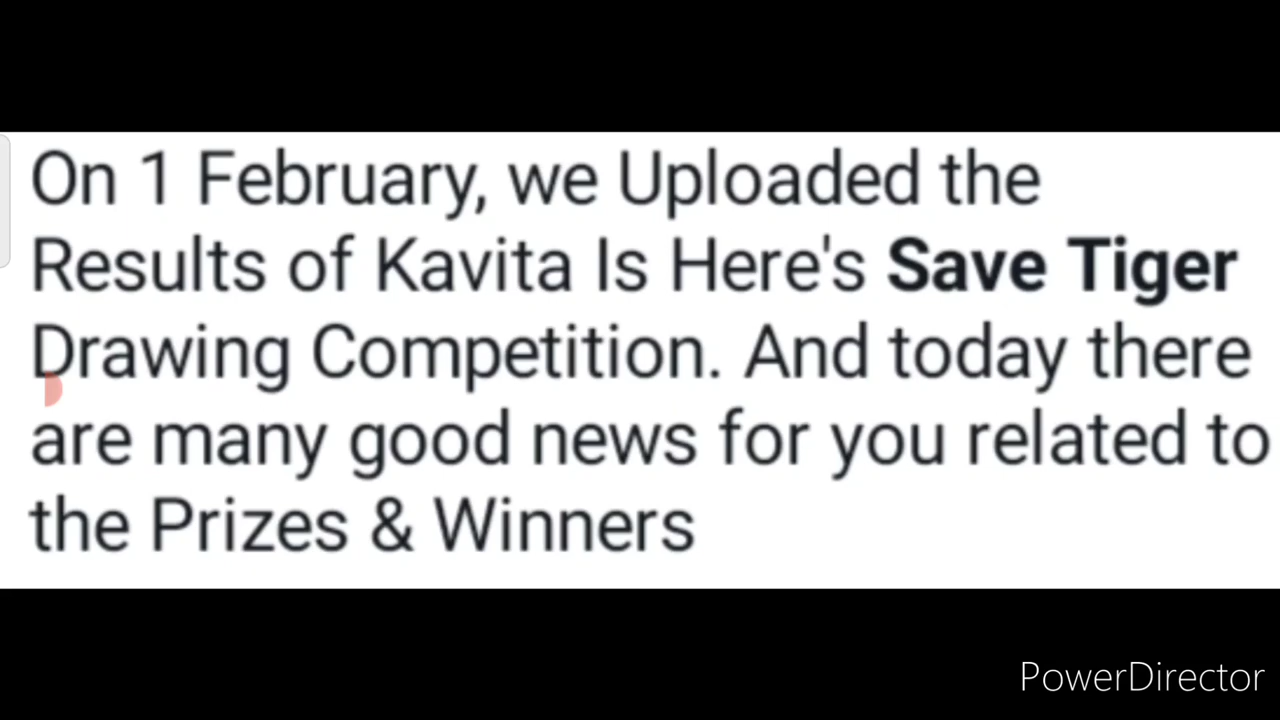 On 1 February, we Uploaded the
Results of Kavita Is Here's Save Tiger
Drawing Competition. And today there
are many good news for you related to
the Prizes & Winners
PowerDirector